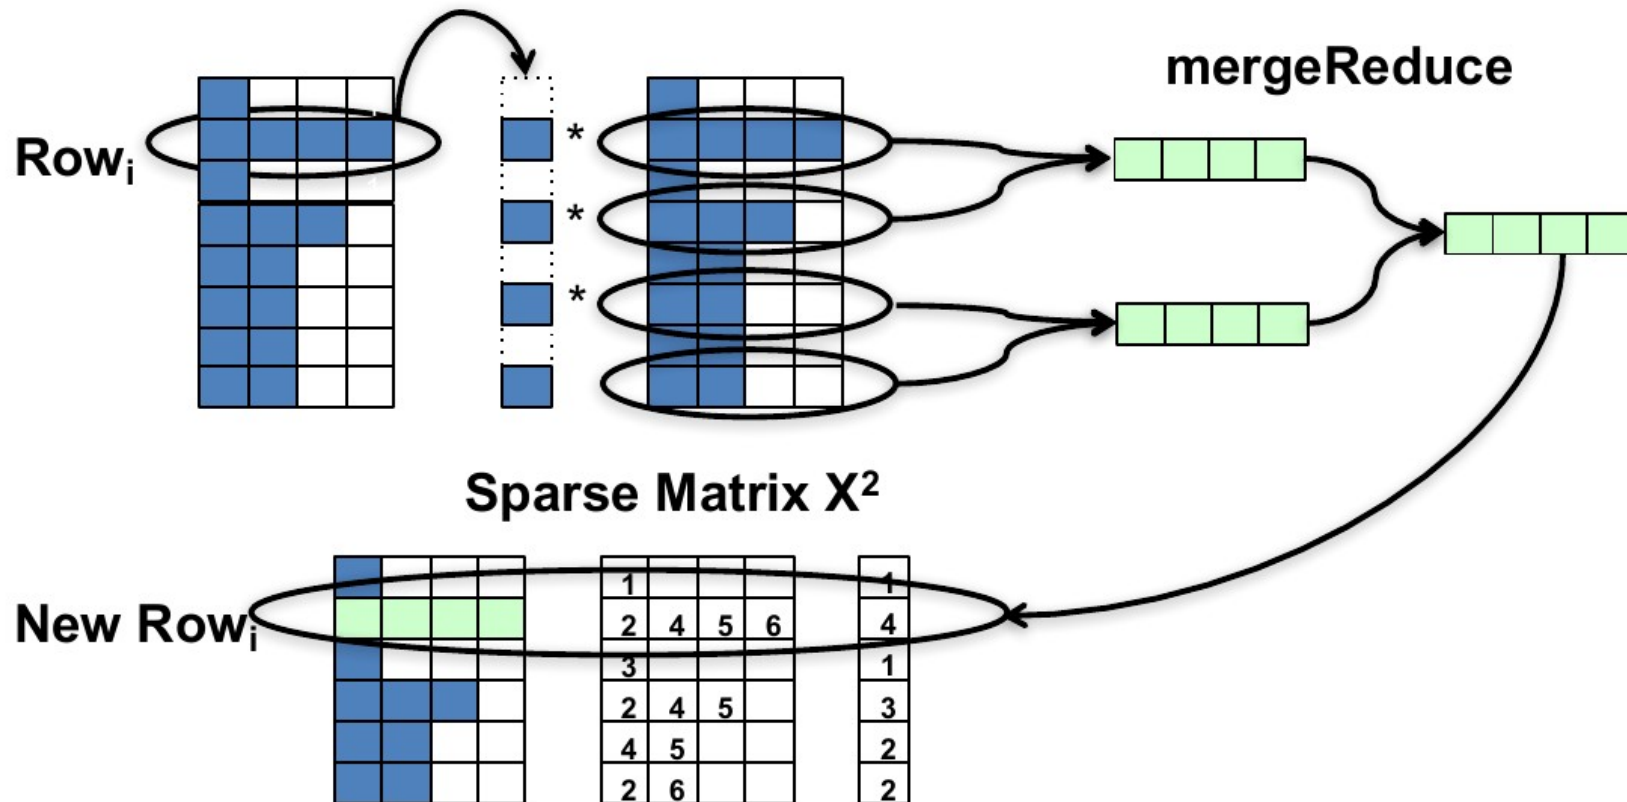 mergeReduce
Rowᵢ
*
*
*
Sparse Matrix X²
New Rowᵢ
1 1
2 4 5 6 4
3 1
2 4 5 3
4 5 2
2 6 2